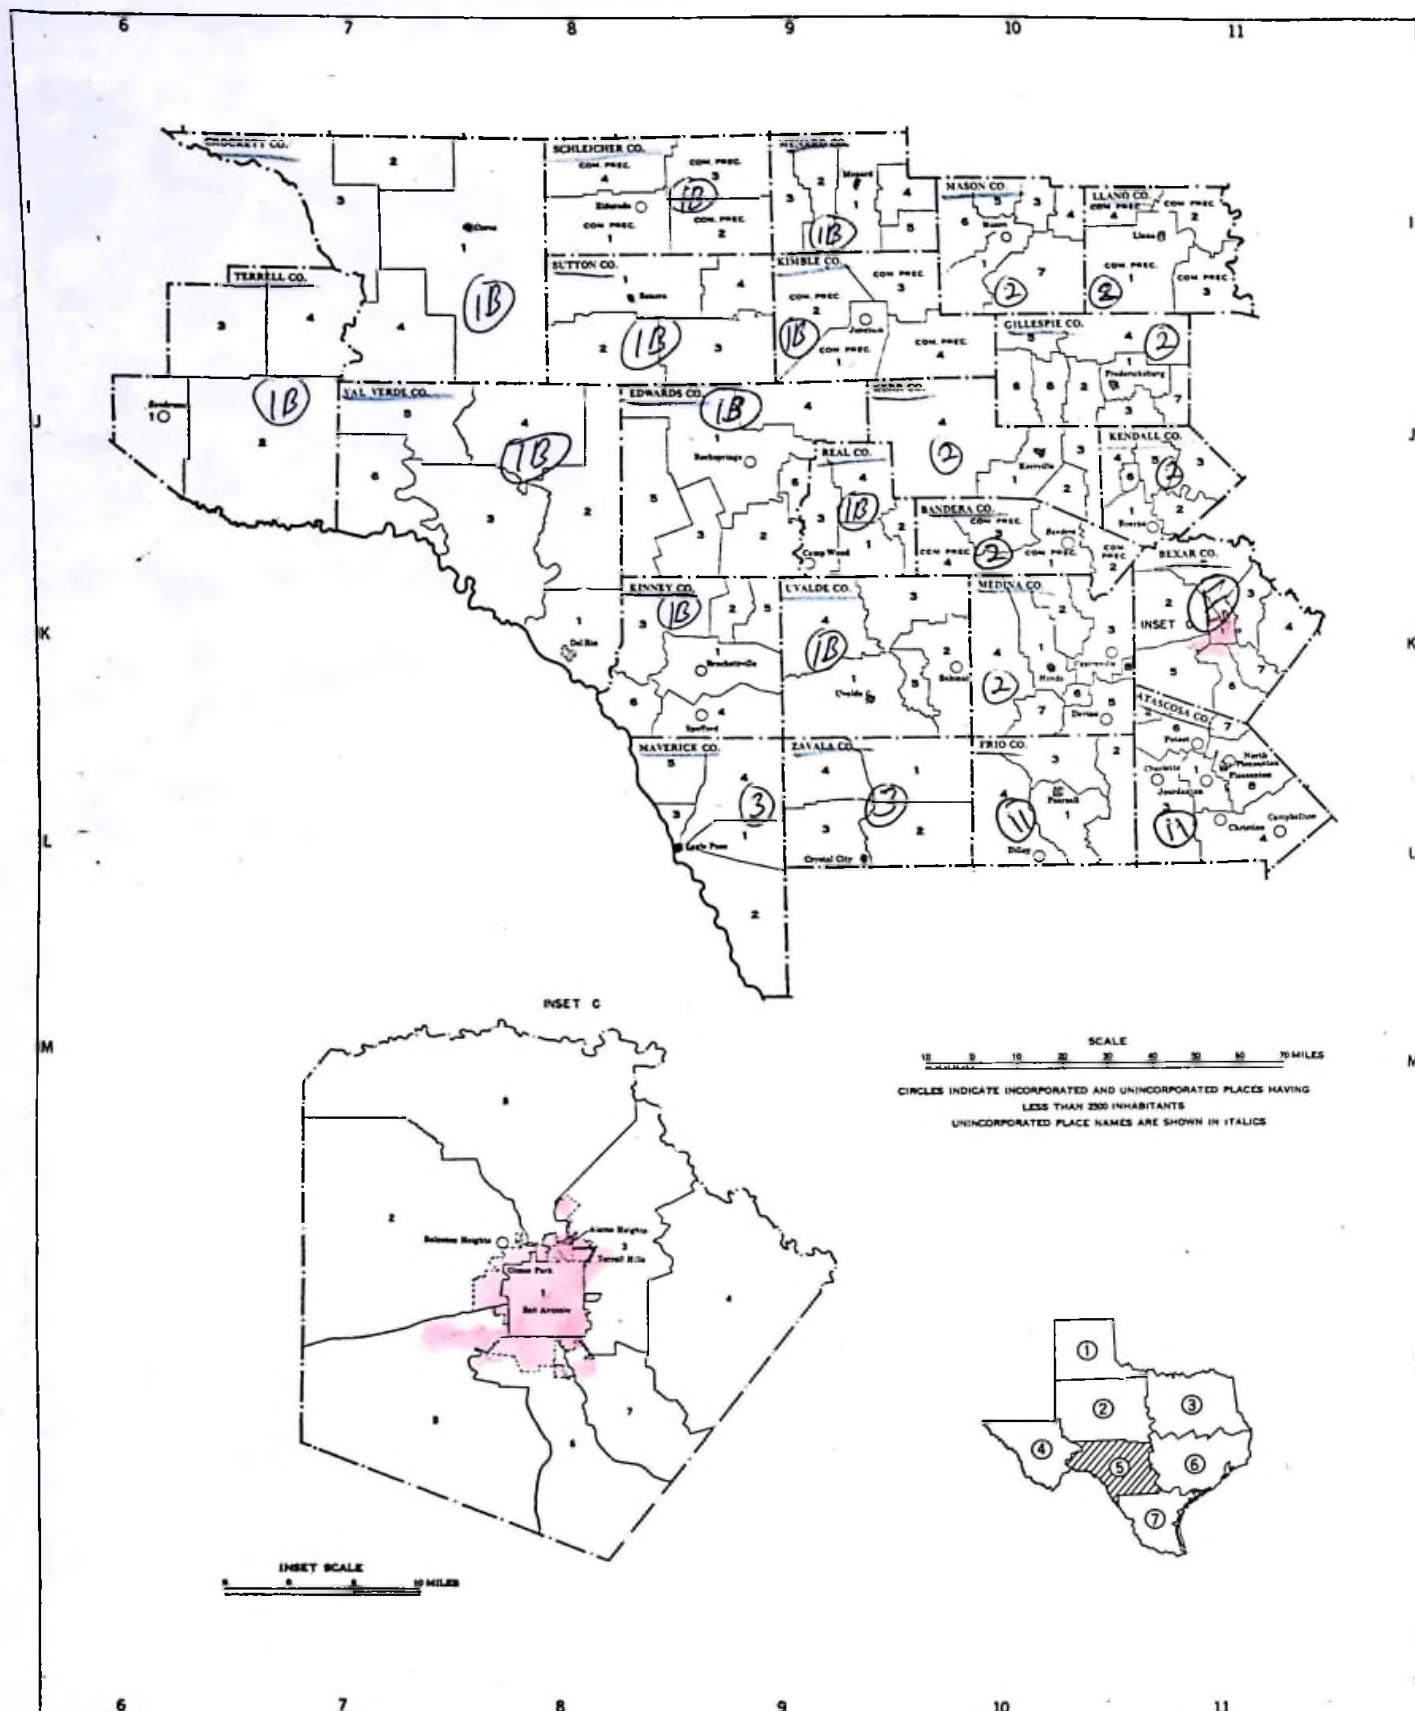 6 7 8 9 10 11
CROCKETT CO.
2
3
Ozona
1
1B
4
SCHLEICHER CO.
COM. PREC.
4
COM. PREC.
3
1B
Eldorado
COM PREC.
1
COM. PREC.
2
MENARD CO.
2
Menard
3
1
4
5
1B
MASON CO.
5
3
4
6
Mason
1
7
2
LLANO CO.
COM PREC.
4
COM PREC.
2
Llano
COM PREC.
1
COM PREC.
3
2
I
I
TERRELL CO.
3
4
Sanderson
1
2
1B
SUTTON CO.
1
Sonora
4
2
1B
3
KIMBLE CO.
COM PREC.
3
COM PREC.
2
Junction
1B
COM PREC.
1
COM PREC.
4
GILLESPIE CO.
3
4
2
1
6
8
2
Fredericksburg
3
7
J
J
VAL VERDE CO.
5
4
6
1B
3
2
1
Del Rio
EDWARDS CO.
1B
4
1
Rocksprings
6
5
3
2
REAL CO.
4
3
1B
2
1
Camp Wood
KERR CO.
4
2
1
Kerrville
3
2
KENDALL CO.
4
5
3
6
2
1
2
Boerne
BANDERA CO.
COM PREC.
3
Bandera
COM PREC
4
2
COM PREC.
1
COM
PREC
2
BEXAR CO.
2
3
INSET C
4
5
6
7
K
K
KINNEY CO.
1B
2
5
3
1
Brackettville
6
4
Spofford
UVALDE CO.
3
4
1B
2
Sabinal
1
Uvalde
5
MEDINA CO.
2
1
3
4
Castroville
Hondo
8
2
6
5
7
Devine
ATASCOSA CO.
2
6
7
Poteet
North
Pleasanton
Charlotte
1
Pleasanton
Jourdanton
8
3
11
Christine
Campbellton
4
MAVERICK CO.
5
4
3
3
1
Eagle Pass
2
ZAVALA CO.
4
1
3
3
2
Crystal City
FRIO CO.
2
3
4
Pearsall
11
1
Dilley
L
L
M
M
INSET C
2
Balcones Heights
Alamo Heights
3
Terrell Hills
Olmos Park
1
San Antonio
4
7
6
INSET SCALE
10 MILES
SCALE
10 0 10 20 30 40 50 60 70 MILES
CIRCLES INDICATE INCORPORATED AND UNINCORPORATED PLACES HAVING
LESS THAN 2500 INHABITANTS
UNINCORPORATED PLACE NAMES ARE SHOWN IN ITALICS
1
2
3
4
5
6
7
6 7 8 9 10 11